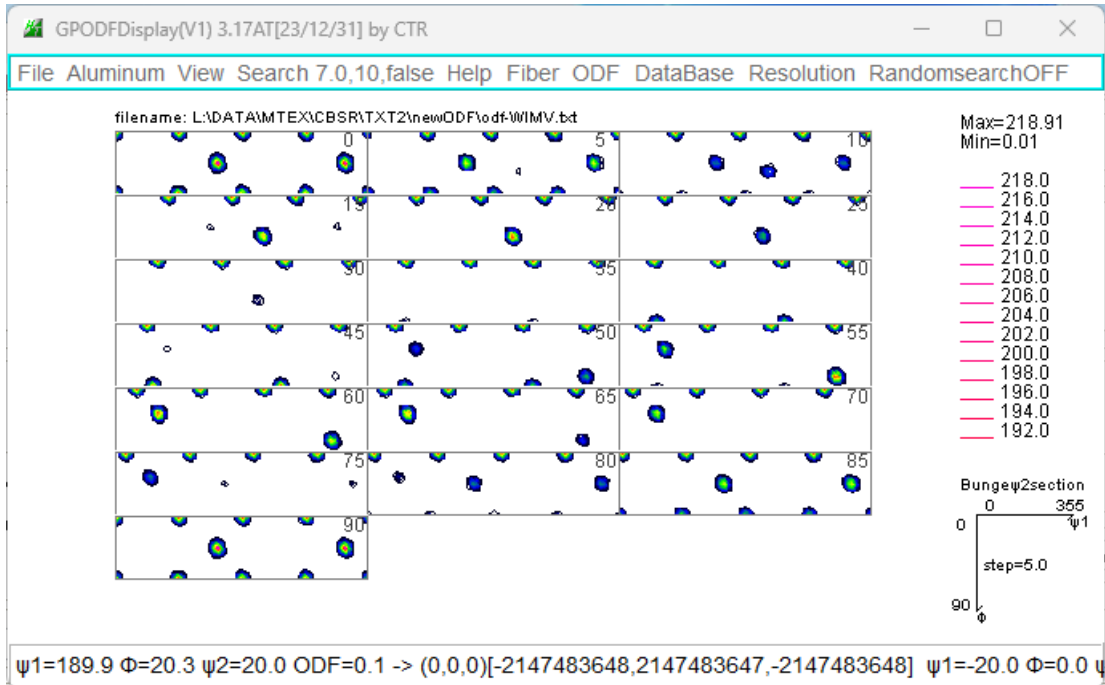 GPODFDisplay(V1) 3.17AT[23/12/31] by CTR
File Aluminum View Search 7.0,10,false Help Fiber ODF DataBase Resolution RandomsearchOFF
filename: L:\DATA\MTEX\CBSR\TXT2\newODF\odf-WIMV.txt
0 5 10
15 20 25
30 35 40
45 50 55
60 65 70
75 80 85
90
Max=218.91
Min=0.01
218.0
216.0
214.0
212.0
210.0
208.0
206.0
204.0
202.0
200.0
198.0
196.0
194.0
192.0
Bungeψ2section
0 355
0 ψ1
step=5.0
90
Φ
ψ1=189.9 Φ=20.3 ψ2=20.0 ODF=0.1 -> (0,0,0)[-2147483648,2147483647,-2147483648] ψ1=-20.0 Φ=0.0 ψ